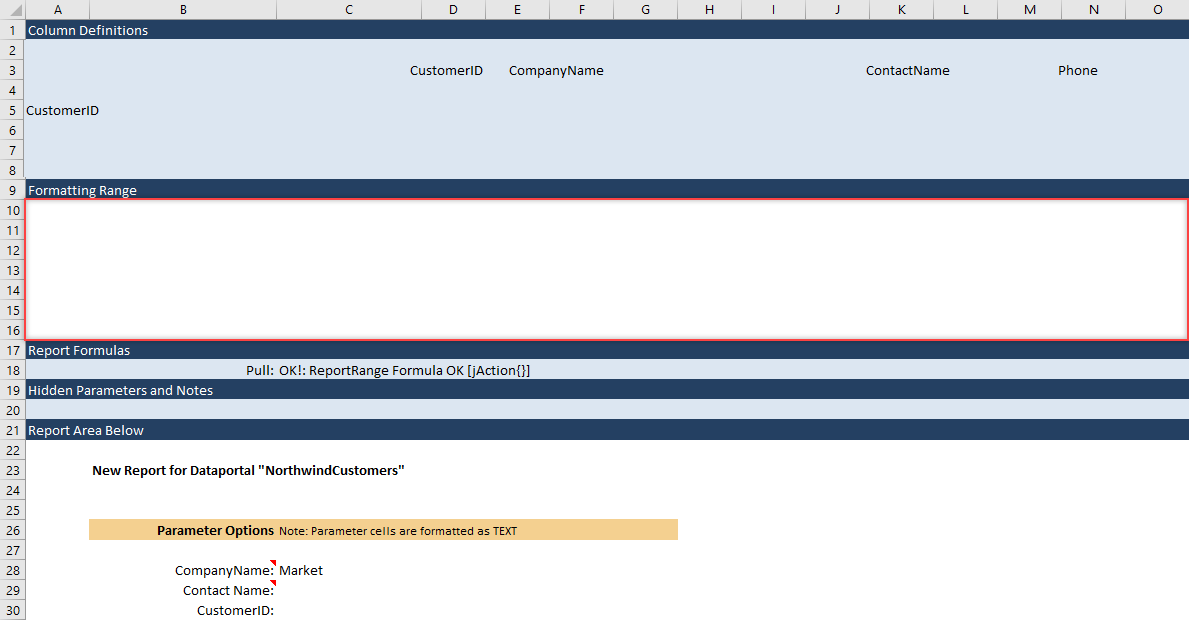 A B C D E F G H I J K L M N O
1 Column Definitions
2
3 CustomerID CompanyName ContactName Phone
4
5 CustomerID
6
7
8
9 Formatting Range
10
11
12
13
14
15
16
17 Report Formulas
18 Pull: OK!: ReportRange Formula OK [jAction{}]
19 Hidden Parameters and Notes
20
21 Report Area Below
22
23 New Report for Dataportal "NorthwindCustomers"
24
25
26 Parameter Options Note: Parameter cells are formatted as TEXT
27
28 CompanyName: Market
29 Contact Name:
30 CustomerID: